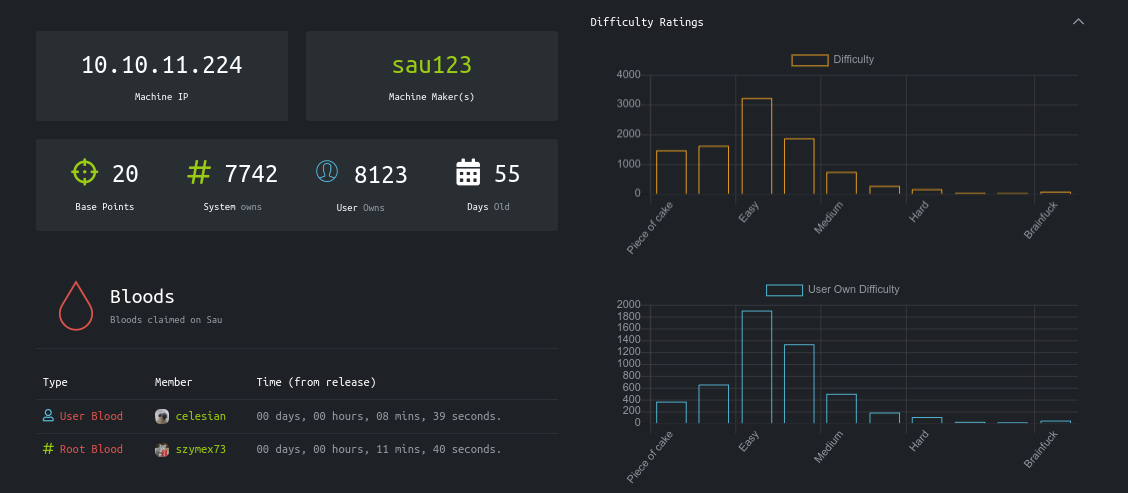 10.10.11.224
Machine IP
sau123
Machine Maker(s)
20
Base Points
7742
System owns
8123
User Owns
55
Days Old
Bloods
Bloods claimed on Sau
Type Member Time (from release)
User Blood celesian 00 days, 00 hours, 08 mins, 39 seconds.
# Root Blood szymex73 00 days, 00 hours, 11 mins, 40 seconds.
Difficulty Ratings
Difficulty
4000
3000
2000
1000
0
Piece of cake
Easy
Medium
Hard
Brainfuck
User Own Difficulty
2000
1800
1600
1400
1200
1000
800
600
400
200
0
Piece of cake
Easy
Medium
Hard
Brainfuck